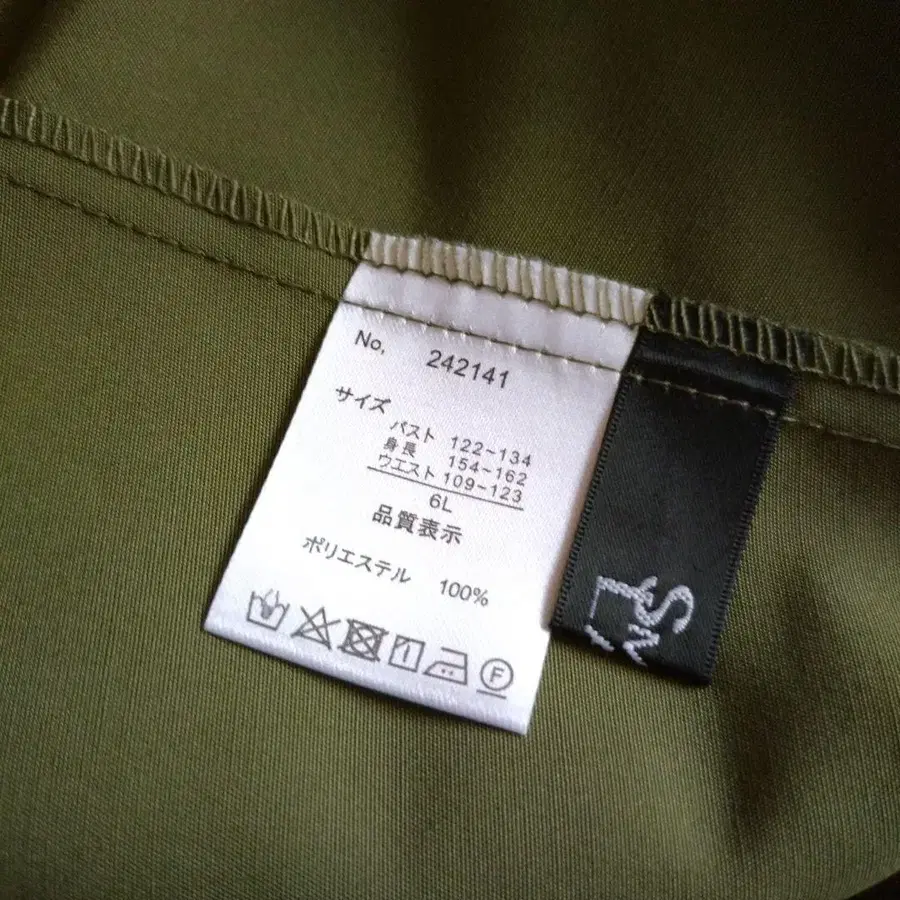 No, 242141
サイズ
バスト 122~134
身長 154~162
ウエスト 109~123
6L
品質表示
ポリエステル 100%
F